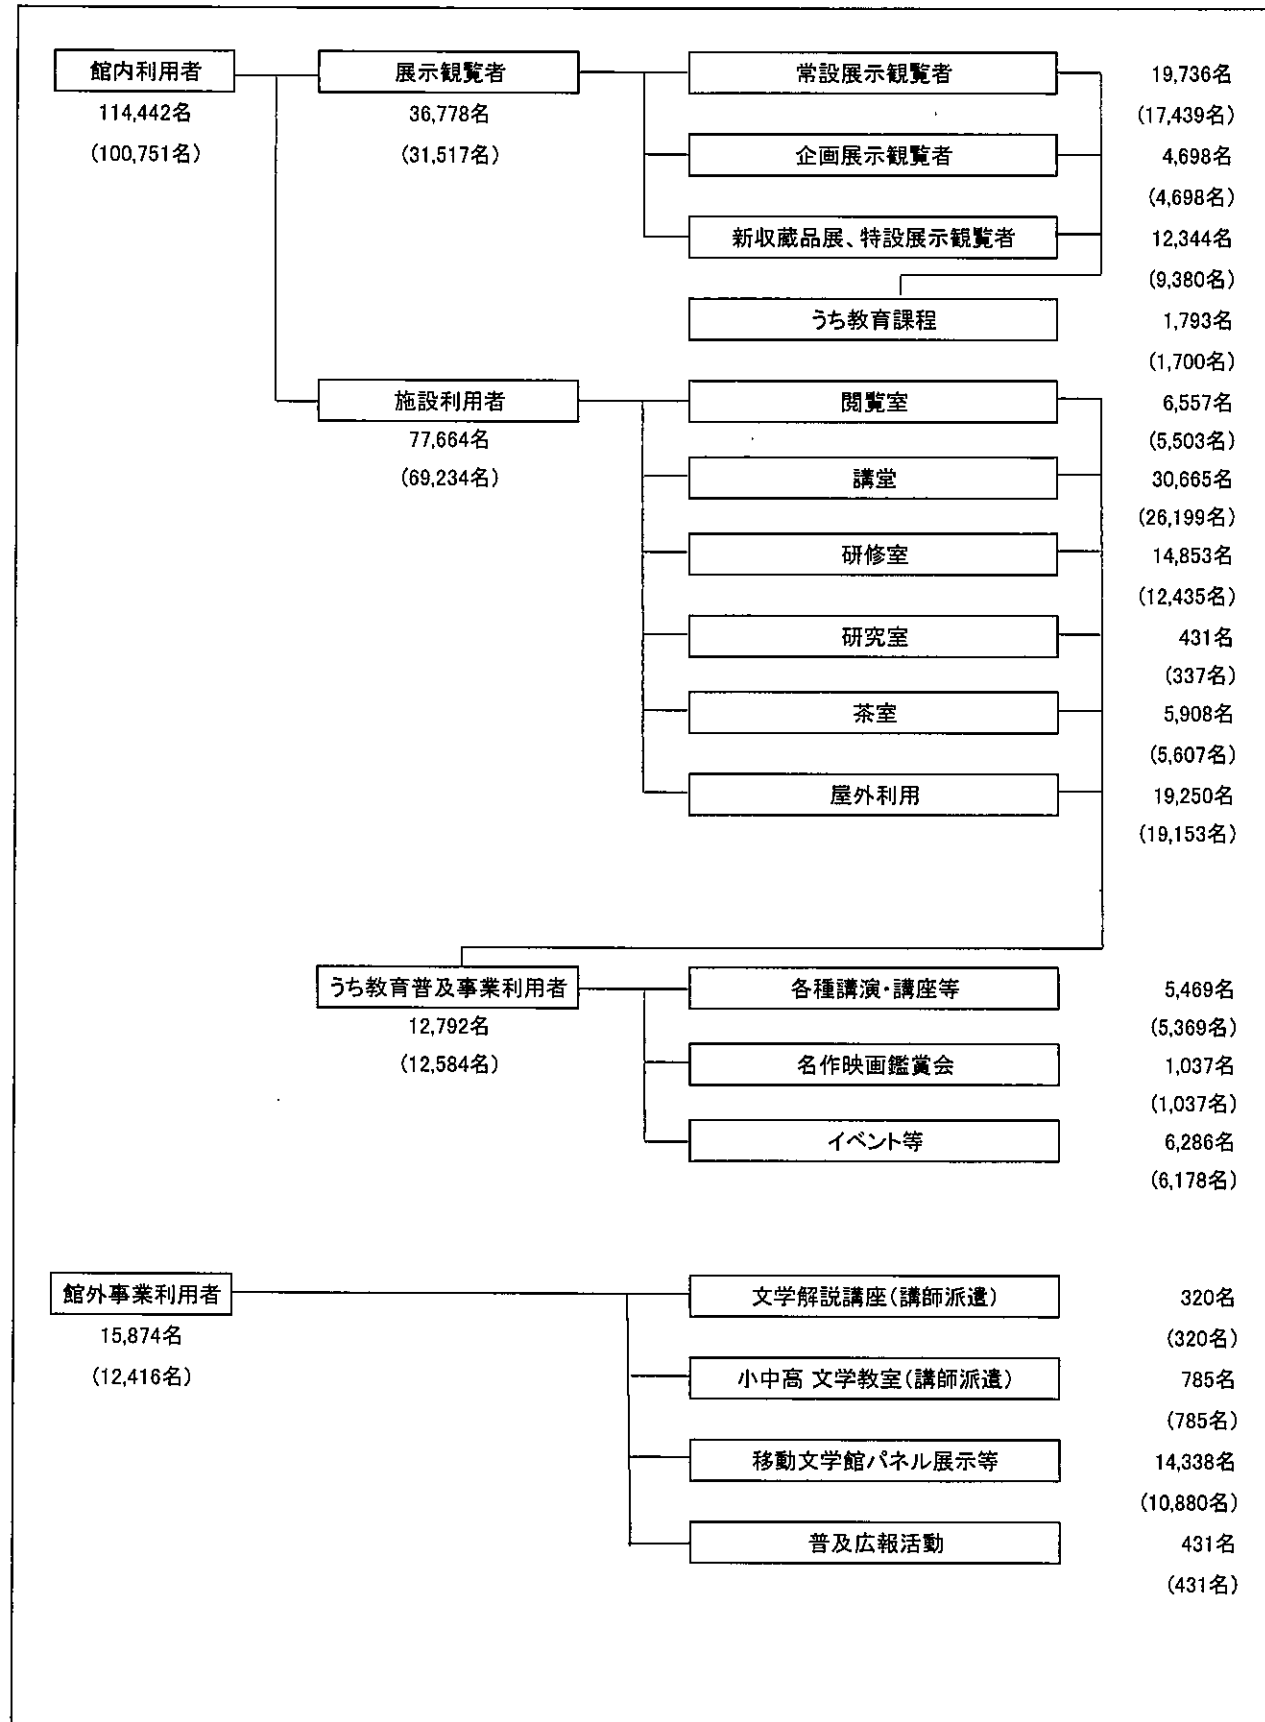 館内利用者 展示観覧者 常設展示観覧者 19,736名
114,442名 36,778名 (17,439名)
(100,751名) (31,517名) 企画展示観覧者 4,698名
(4,698名)
新収蔵品展、特設展示観覧者 12,344名
(9,380名)
うち教育課程 1,793名
(1,700名)
施設利用者 閲覧室 6,557名
77,664名 (5,503名)
(69,234名) 講堂 30,665名
(26,199名)
研修室 14,853名
(12,435名)
研究室 431名
(337名)
茶室 5,908名
(5,607名)
屋外利用 19,250名
(19,153名)
うち教育普及事業利用者 各種講演・講座等 5,469名
12,792名 (5,369名)
(12,584名) 名作映画鑑賞会 1,037名
(1,037名)
イベント等 6,286名
(6,178名)
館外事業利用者 文学解説講座(講師派遣) 320名
15,874名 (320名)
(12,416名) 小中高 文学教室(講師派遣) 785名
(785名)
移動文学館パネル展示等 14,338名
(10,880名)
普及広報活動 431名
(431名)